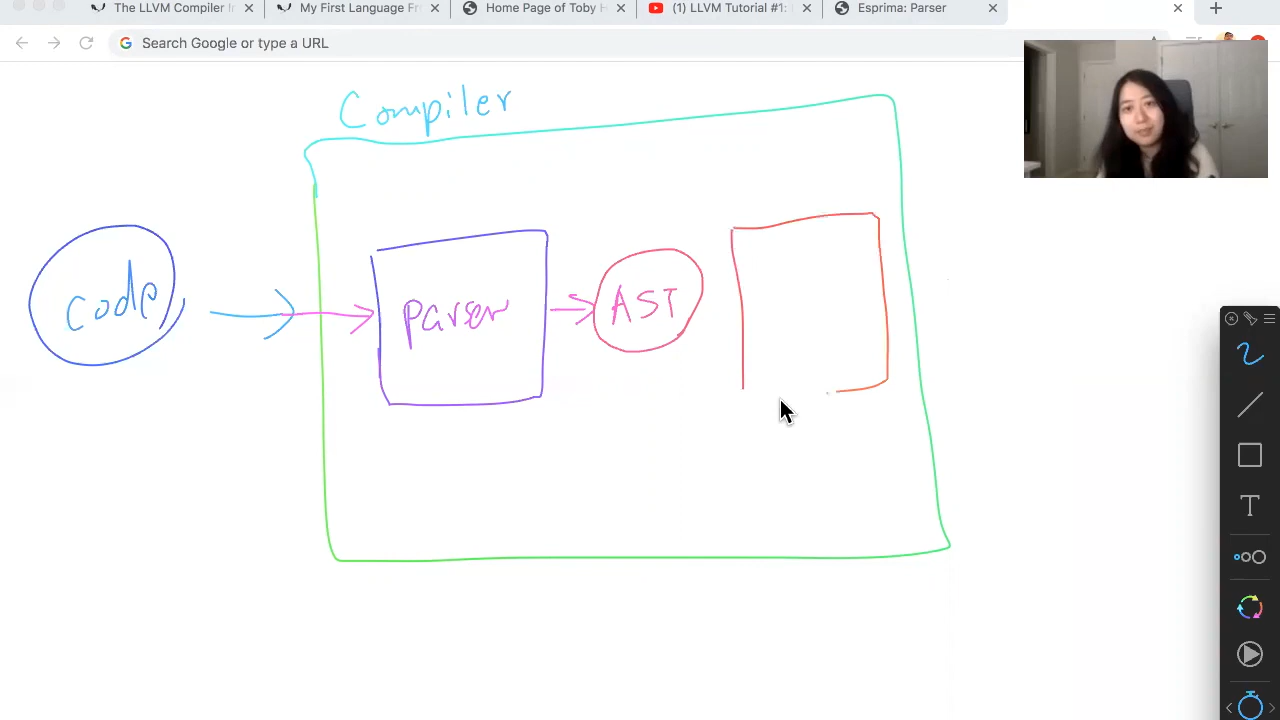 The LLVM Compiler In
My First Language Fr
Home Page of Toby H
(1) LLVM Tutorial #1:
Esprima: Parser
Search Google or type a URL
Compiler
code
parser
AST
T